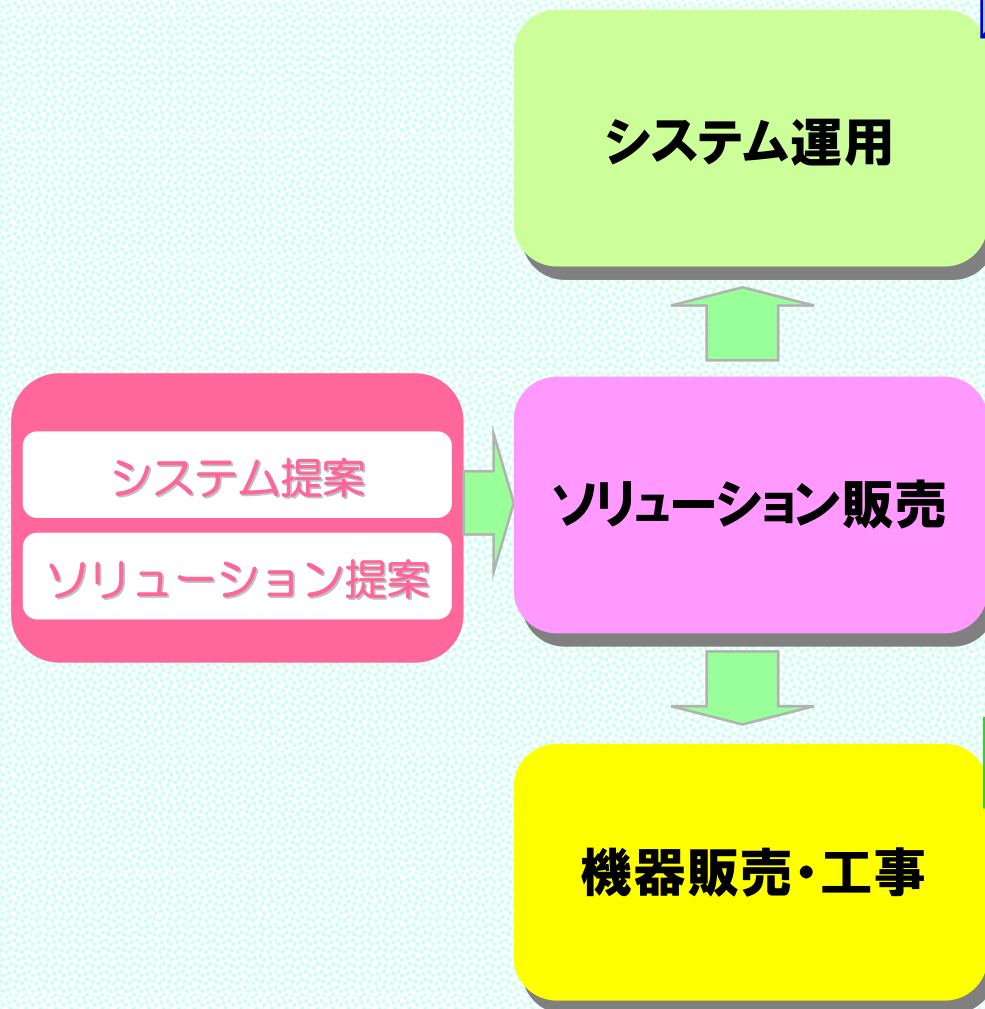 システム運用
システム提案
ソリューション提案
ソリューション販売
機器販売・工事